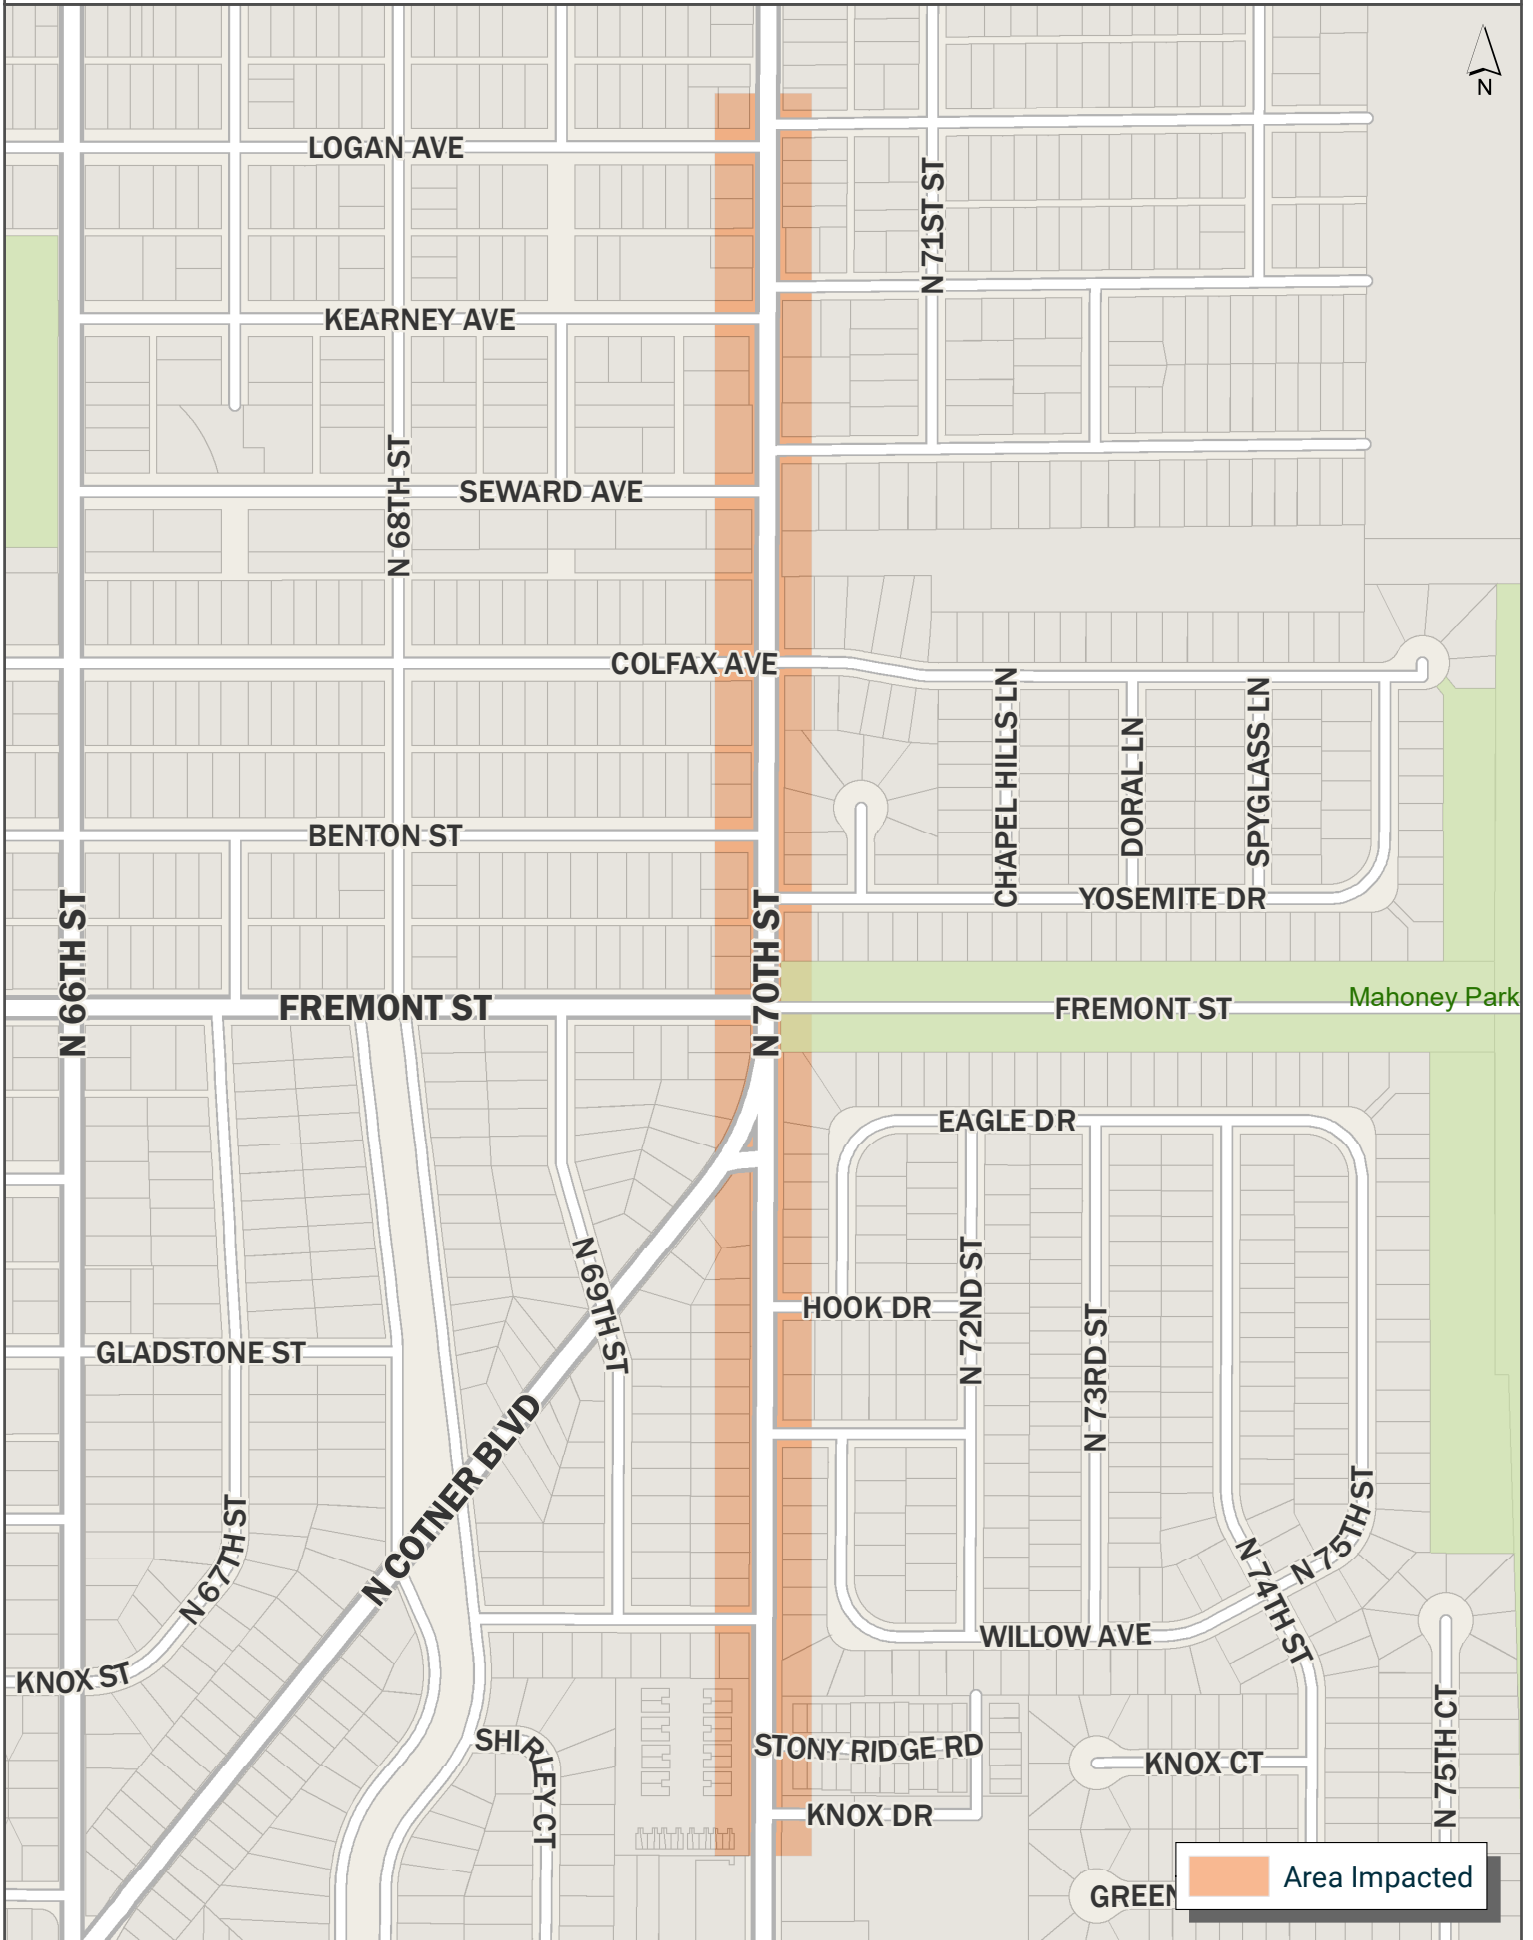 N
LOGAN AVE
N 71ST ST
KEARNEY AVE
N 68TH ST
SEWARD AVE
COLFAX AVE
CHAPEL HILLS LN
DORAL LN
SPYGLASS LN
BENTON ST
YOSEMITE DR
N 66TH ST
N 70TH ST
FREMONT ST
FREMONT ST
Mahoney Park
EAGLE DR
N 69TH ST
HOOK DR
N 72ND ST
N 73RD ST
GLADSTONE ST
N COTNER BLVD
N 67TH ST
N 75TH ST
N 74TH ST
WILLOW AVE
KNOX ST
SHIRLEY CT
STONY RIDGE RD
KNOX CT
N 75TH CT
KNOX DR
Area Impacted
GREEN